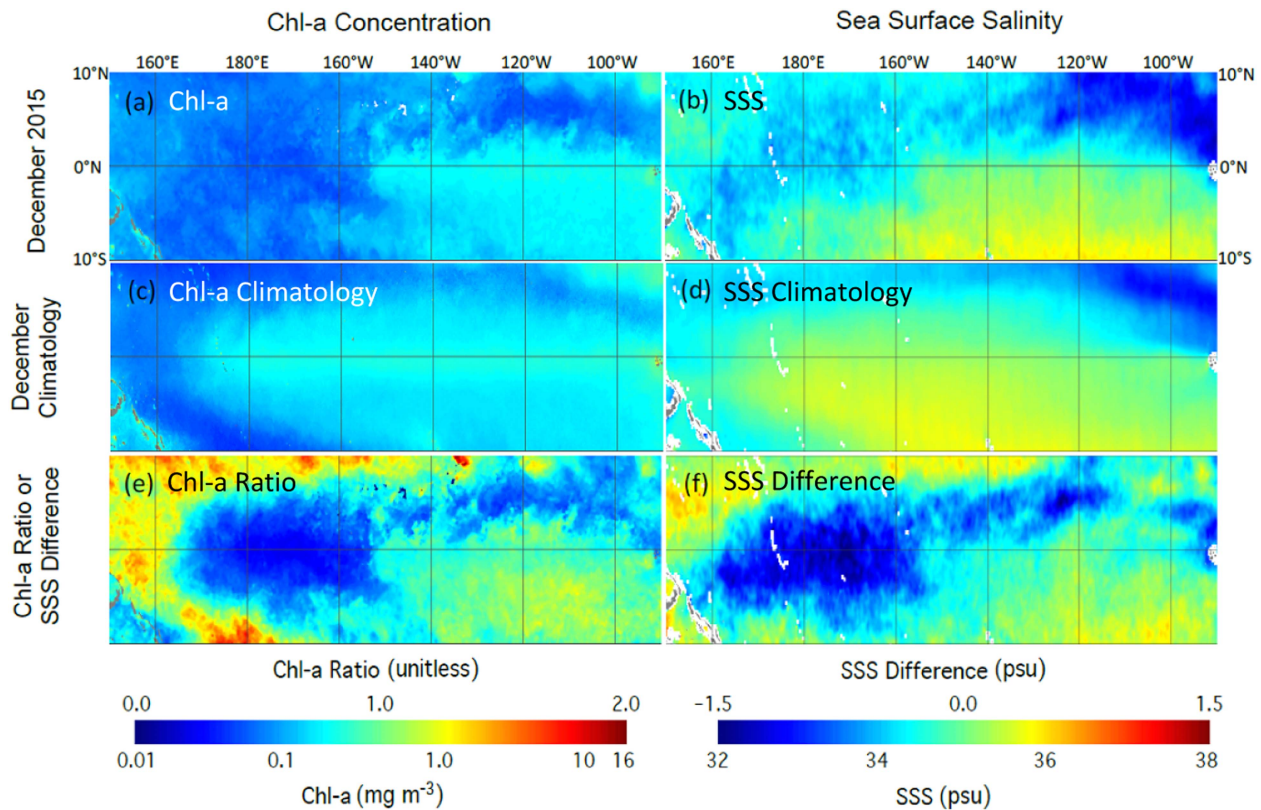 Chl-a Concentration
Sea Surface Salinity
160°E 180°E 160°W 140°W 120°W 100°W
160°E 180°E 160°W 140°W 120°W 100°W
10°N
10°N
December 2015
(a) Chl-a
(b) SSS
0°N
0°N
10°S
10°S
December
Climatology
(c) Chl-a Climatology
(d) SSS Climatology
Chl-a Ratio or
SSS Difference
(e) Chl-a Ratio
(f) SSS Difference
Chl-a Ratio (unitless)
0.0 1.0 2.0
0.01 0.1 1.0 10 16
Chl-a (mg m⁻³)
SSS Difference (psu)
−1.5 0.0 1.5
32 34 36 38
SSS (psu)